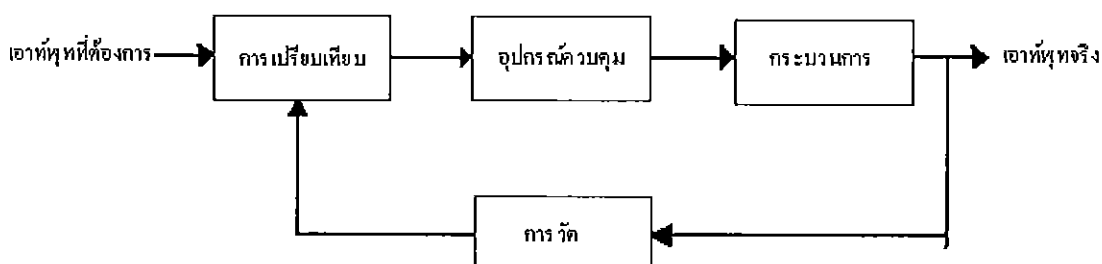 เอาท์พุทที่ต้องการ
การเปรียบเทียบ
อุปกรณ์ควบคุม
กระบวนการ
เอาท์พุทจริง
การวัด